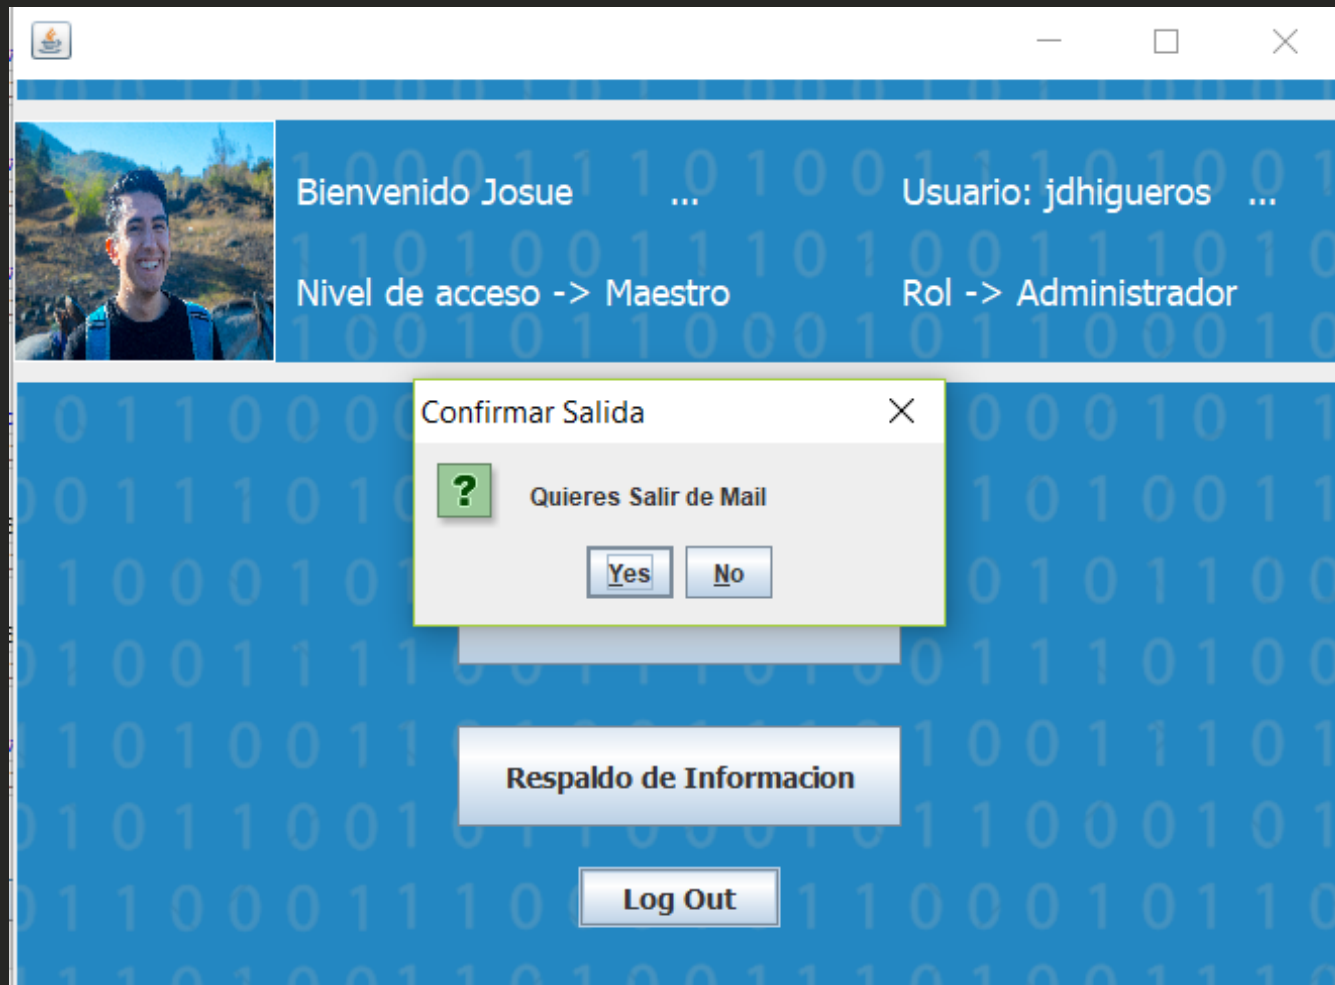 Bienvenido Josue ... Usuario: jdhigueros ...
Nivel de acceso -> Maestro Rol -> Administrador
Confirmar Salida
?
Quieres Salir de Mail
Yes No
Respaldo de Informacion
Log Out